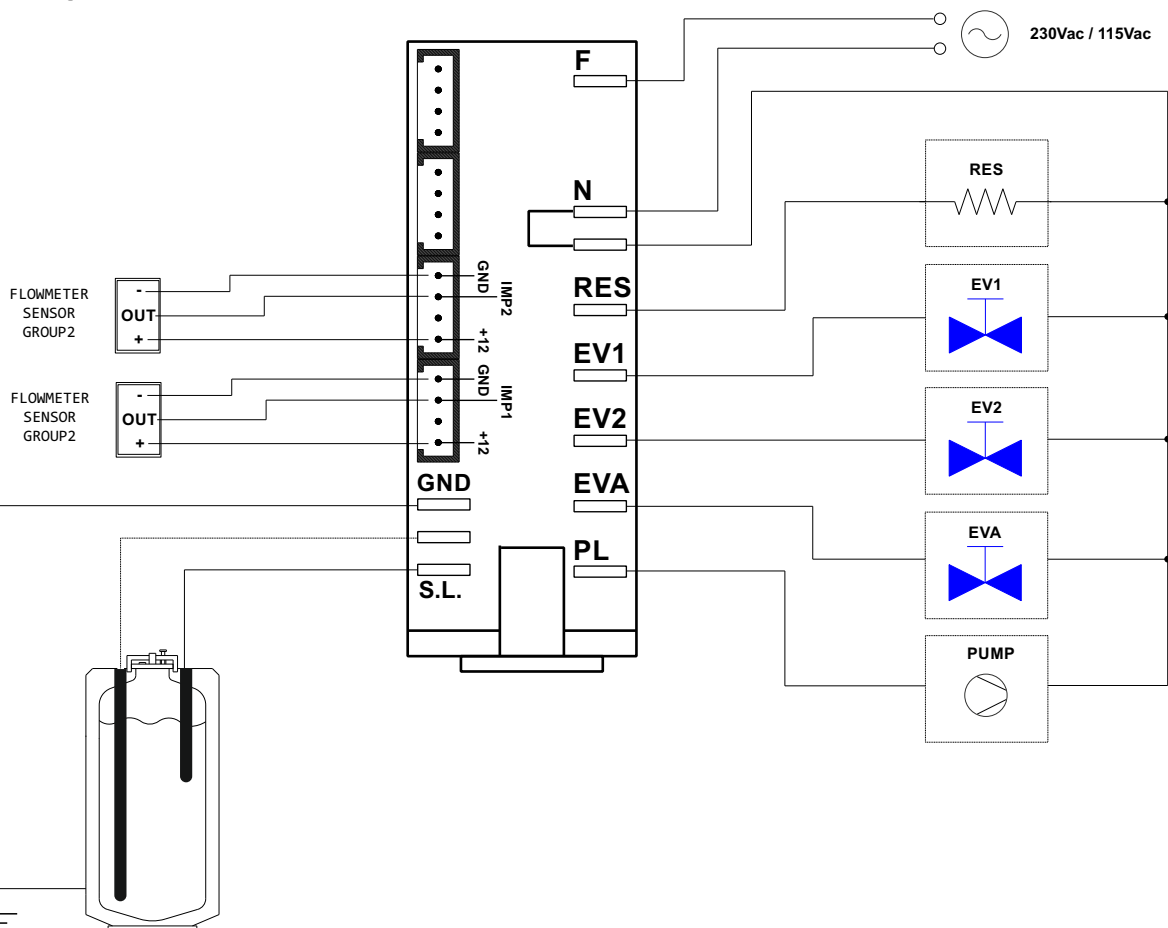 F
230Vac / 115Vac
RES
N
FLOWMETER
SENSOR
GROUP2
-
OUT
+
GND
IMP2
+12
RES
EV1
EV1
FLOWMETER
SENSOR
GROUP2
-
OUT
+
GND
IMP1
+12
EV2
EV2
GND
EVA
EVA
PL
S.L.
PUMP